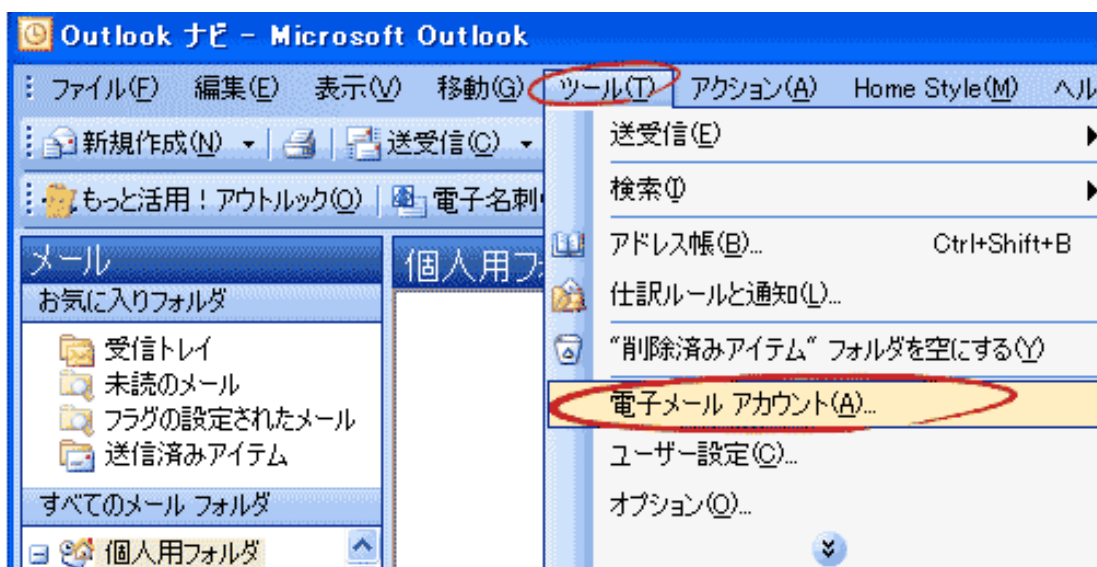 Outlook ナビ - Microsoft Outlook
ファイル(F) 編集(E) 表示(V) 移動(G) ツール(T) アクション(A) Home Style(M) ヘル
新規作成(N) 送受信(C)
もっと活用！アウトルック(O) 電子名刺
メール
お気に入りフォルダ
受信トレイ
未読のメール
フラグの設定されたメール
送信済みアイテム
すべてのメール フォルダ
個人用フォルダ
個人用フォ
送受信(E)
検索(I)
アドレス帳(B)... Ctrl+Shift+B
仕訳ルールと通知(L)...
"削除済みアイテム" フォルダを空にする(Y)
電子メール アカウント(A)...
ユーザー設定(C)...
オプション(O)...